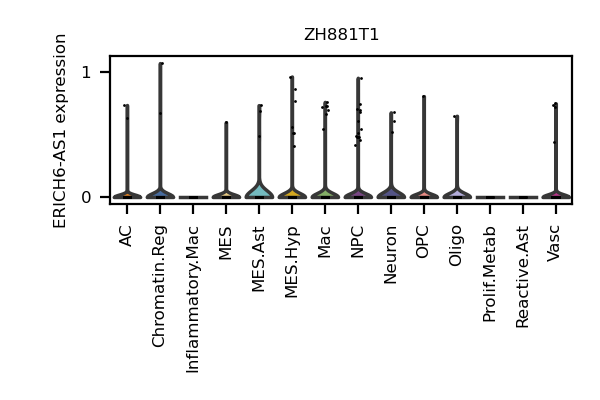 ZH881T1
ERICH6-AS1 expression
1
0
AC
Chromatin.Reg
Inflammatory.Mac
MES
MES.Ast
MES.Hyp
Mac
NPC
Neuron
OPC
Oligo
Prolif.Metab
Reactive.Ast
Vasc